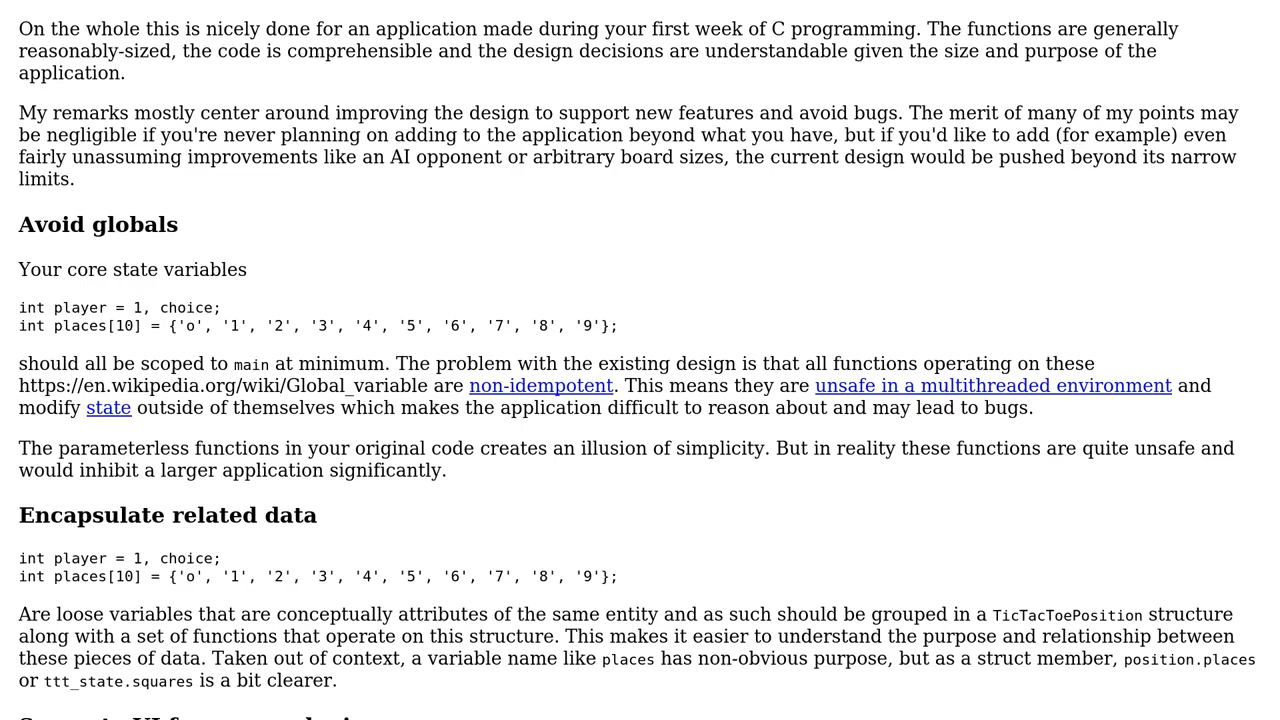 On the whole this is nicely done for an application made during your first week of C programming. The functions are generally
reasonably-sized, the code is comprehensible and the design decisions are understandable given the size and purpose of the
application.
My remarks mostly center around improving the design to support new features and avoid bugs. The merit of many of my points may
be negligible if you're never planning on adding to the application beyond what you have, but if you'd like to add (for example) even
fairly unassuming improvements like an AI opponent or arbitrary board sizes, the current design would be pushed beyond its narrow
limits.
Avoid globals
Your core state variables
int player = 1, choice;
int places[10] = {'o', '1', '2', '3', '4', '5', '6', '7', '8', '9'};
should all be scoped to main at minimum. The problem with the existing design is that all functions operating on these
https://en.wikipedia.org/wiki/Global_variable are non-idempotent. This means they are unsafe in a multithreaded environment and
modify state outside of themselves which makes the application difficult to reason about and may lead to bugs.
The parameterless functions in your original code creates an illusion of simplicity. But in reality these functions are quite unsafe and
would inhibit a larger application significantly.
Encapsulate related data
int player = 1, choice;
int places[10] = {'o', '1', '2', '3', '4', '5', '6', '7', '8', '9'};
Are loose variables that are conceptually attributes of the same entity and as such should be grouped in a TicTacToePosition structure
along with a set of functions that operate on this structure. This makes it easier to understand the purpose and relationship between
these pieces of data. Taken out of context, a variable name like places has non-obvious purpose, but as a struct member, position.places
or ttt_state.squares is a bit clearer.